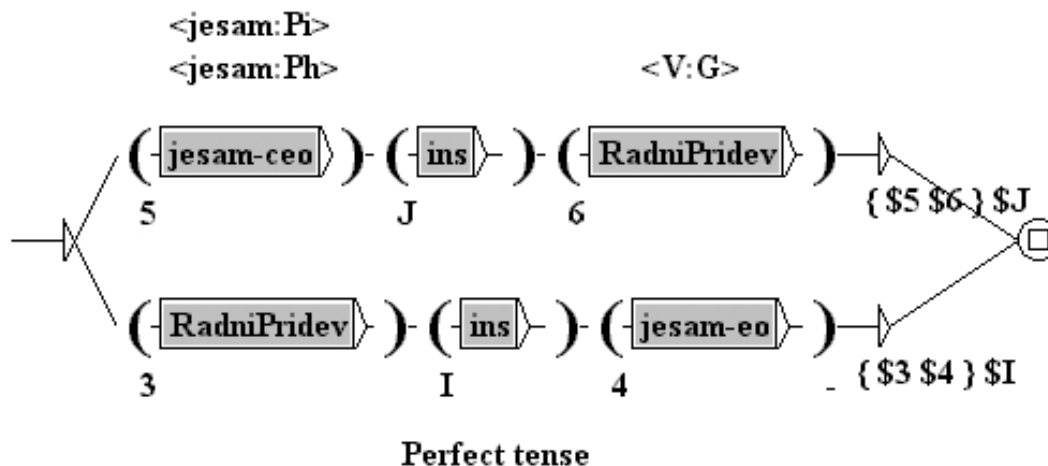 <jesam:Pi>
<jesam:Ph> <V:G>
( jesam-ceo ) ( ins ) ( RadniPridev )
5 J 6 { $5 $6 } $J
( RadniPridev ) ( ins ) ( jesam-eo )
3 I 4 - { $3 $4 } $I
Perfect tense